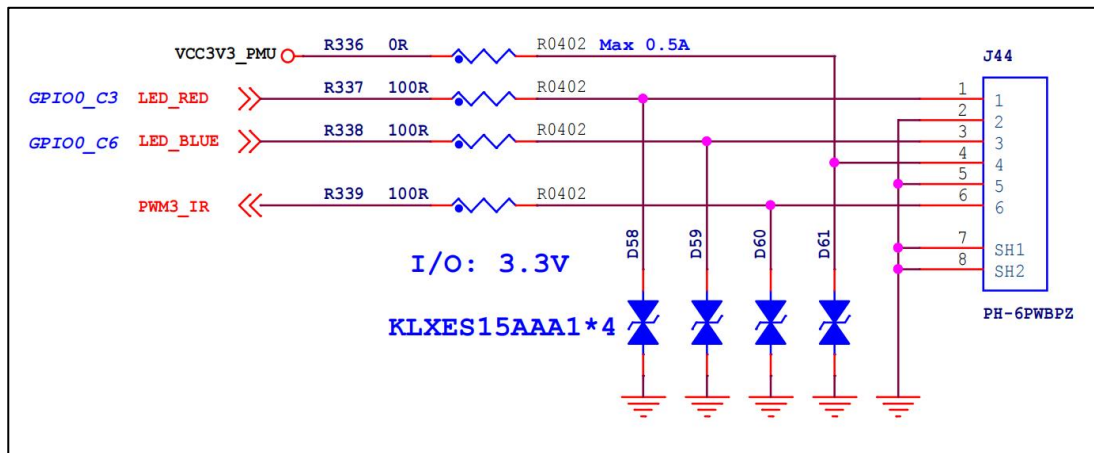 VCC3V3_PMU R336 0R R0402 Max 0.5A
J44
GPIO0_C3 LED_RED R337 100R R0402 1 1
2 2
GPIO0_C6 LED_BLUE R338 100R R0402 3 3
4 4
5 5
PWM3_IR R339 100R R0402 6 6
D58 D59 D60 D61
7 SH1
I/O: 3.3V 8 SH2
KLXES15AAA1*4 PH-6PWBPZ